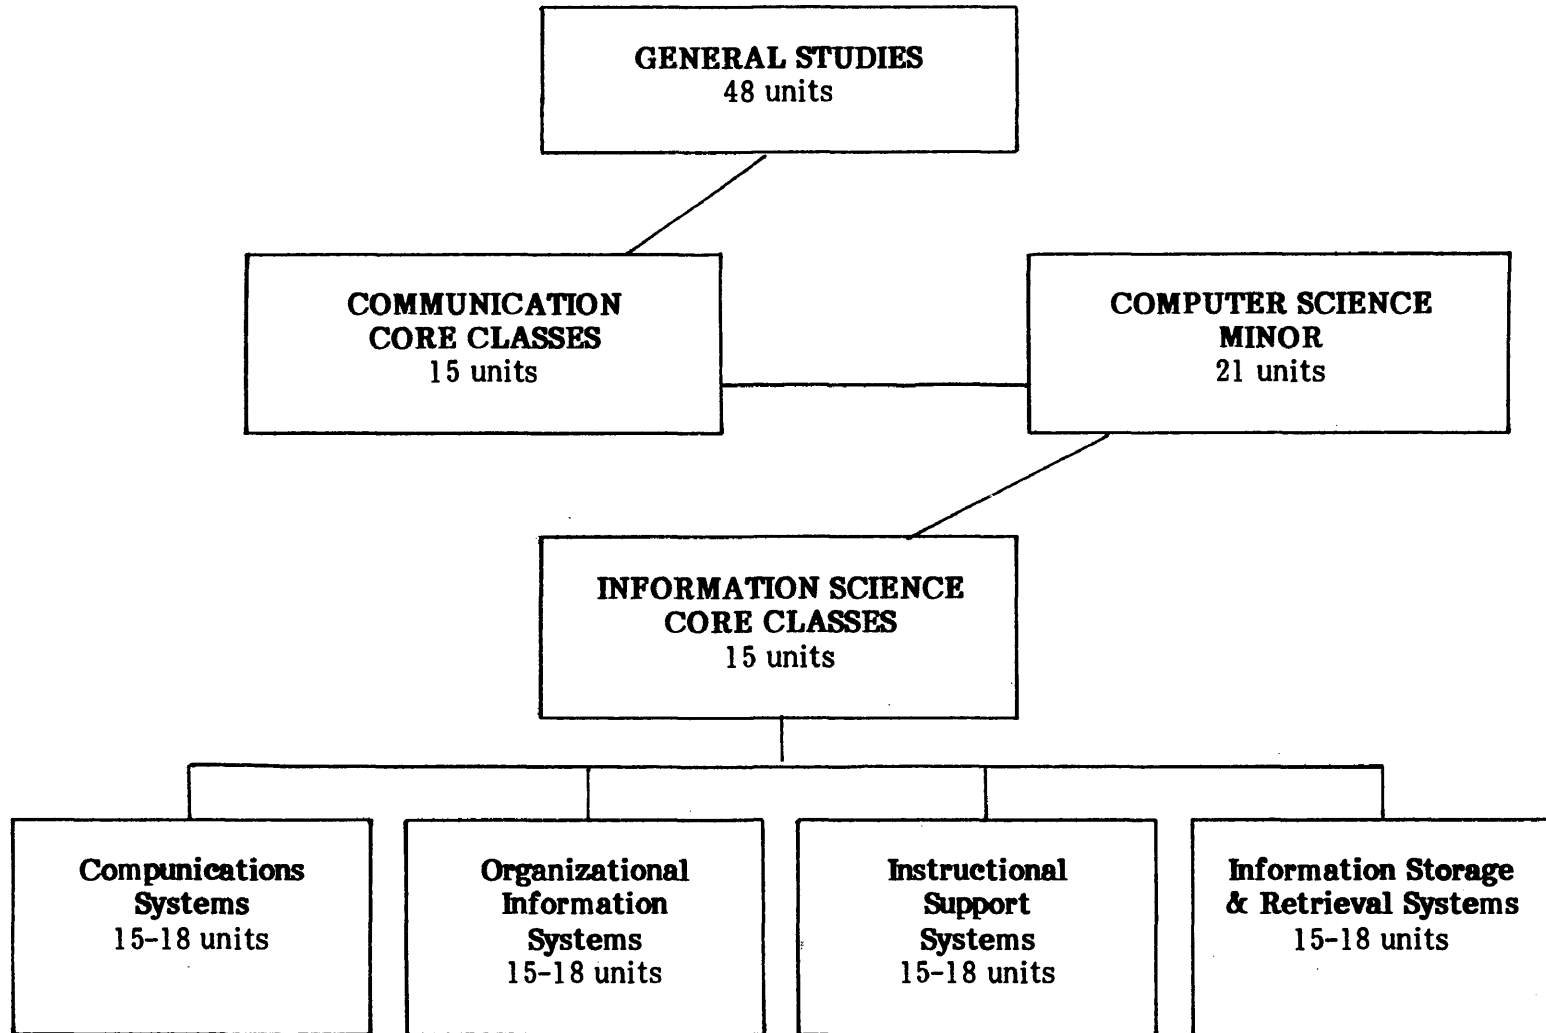 GENERAL STUDIES
48 units
COMMUNICATION
CORE CLASSES
15 units
COMPUTER SCIENCE
MINOR
21 units
INFORMATION SCIENCE
CORE CLASSES
15 units
Compunications
Systems
15-18 units
Organizational
Information
Systems
15-18 units
Instructional
Support
Systems
15-18 units
Information Storage
& Retrieval Systems
15-18 units